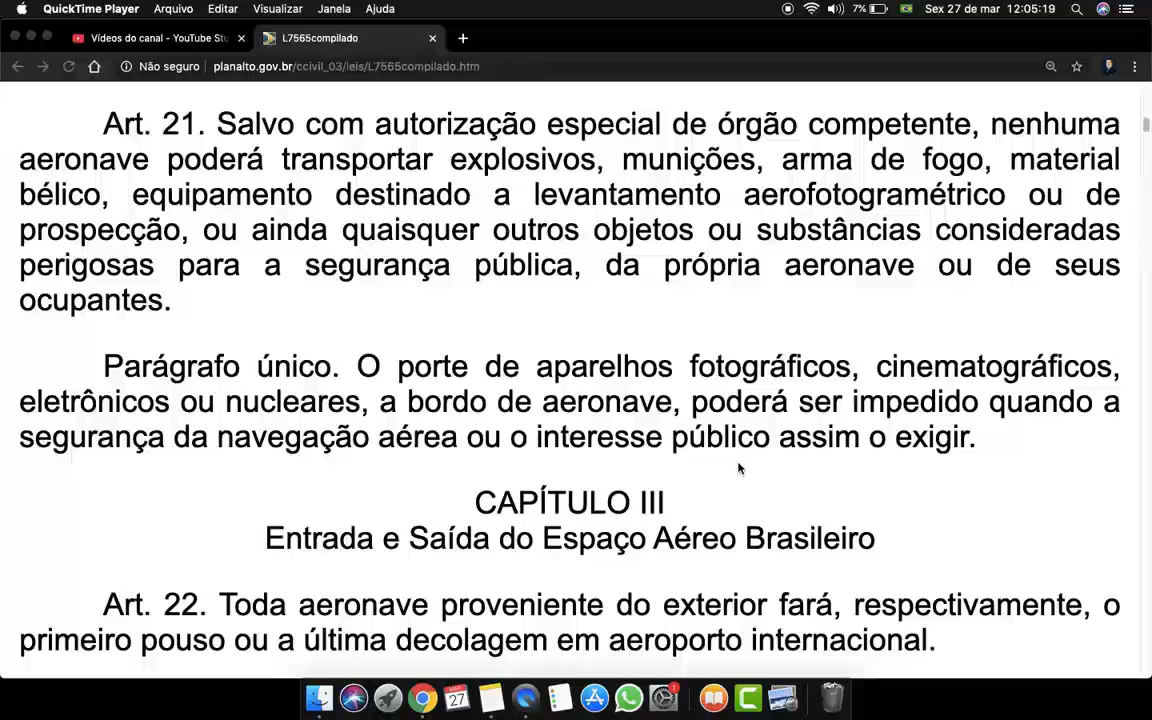 QuickTime Player Arquivo Editar Visualizar Janela Ajuda 7% Sex 27 de mar 12:05:19
Vídeos do canal - YouTube Stu L7565compilado
Não seguro planalto.gov.br/ccivil_03/leis/L7565compilado.htm
Art. 21. Salvo com autorização especial de órgão competente, nenhuma
aeronave poderá transportar explosivos, munições, arma de fogo, material
bélico, equipamento destinado a levantamento aerofotogramétrico ou de
prospecção, ou ainda quaisquer outros objetos ou substâncias consideradas
perigosas para a segurança pública, da própria aeronave ou de seus
ocupantes.
Parágrafo único. O porte de aparelhos fotográficos, cinematográficos,
eletrônicos ou nucleares, a bordo de aeronave, poderá ser impedido quando a
segurança da navegação aérea ou o interesse público assim o exigir.
CAPÍTULO III
Entrada e Saída do Espaço Aéreo Brasileiro
Art. 22. Toda aeronave proveniente do exterior fará, respectivamente, o
primeiro pouso ou a última decolagem em aeroporto internacional.
27